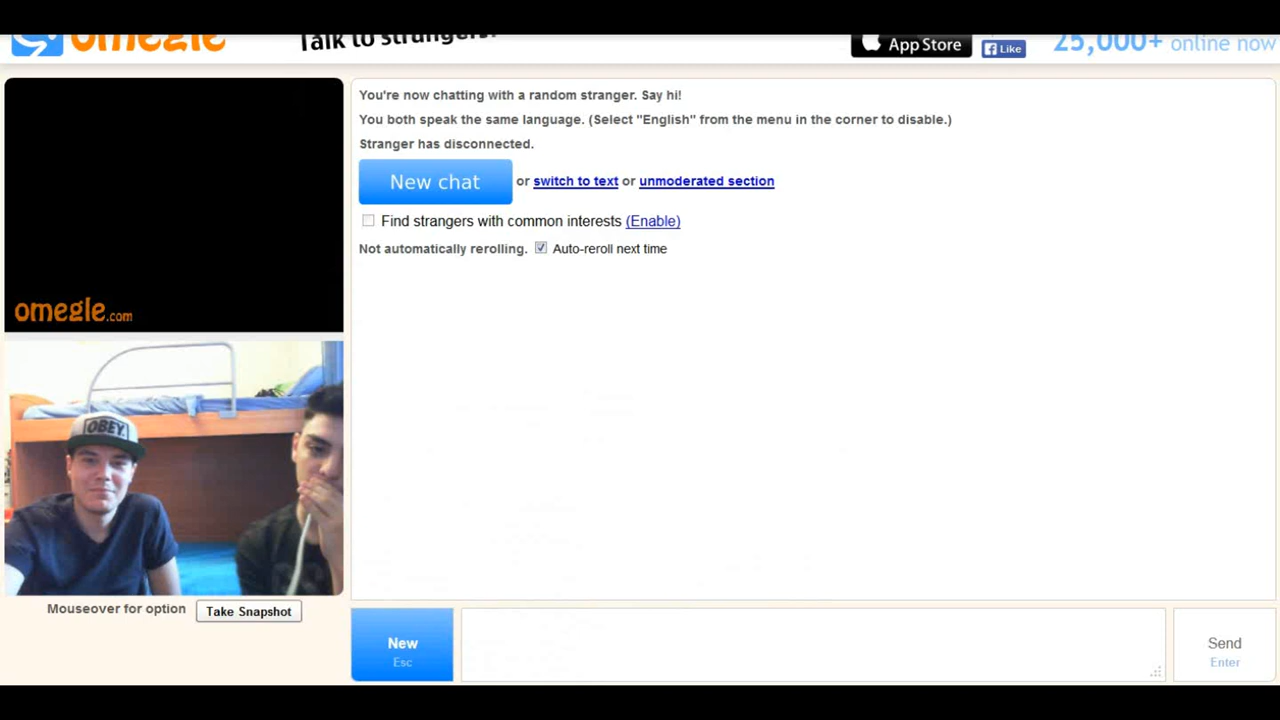 omegle
Talk to strangers!
App Store
Like
25,000+ online now
You're now chatting with a random stranger. Say hi!
You both speak the same language. (Select "English" from the menu in the corner to disable.)
Stranger has disconnected.
New chat or switch to text or unmoderated section
Find strangers with common interests (Enable)
Not automatically rerolling. Auto-reroll next time
omegle.com
OBEY
Mouseover for option
Take Snapshot
New
Esc
Send
Enter